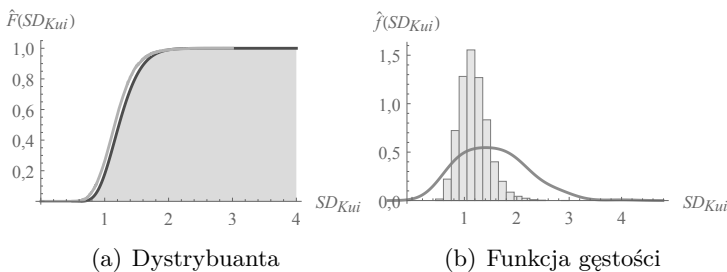 F̂(SD_Kui)
1,0
0,8
0,6
0,4
0,2
1 2 3 4
SD_Kui
(a) Dystrybuanta
f̂(SD_Kui)
1,5
1,0
0,5
0,0
1 2 3 4
SD_Kui
(b) Funkcja gęstości